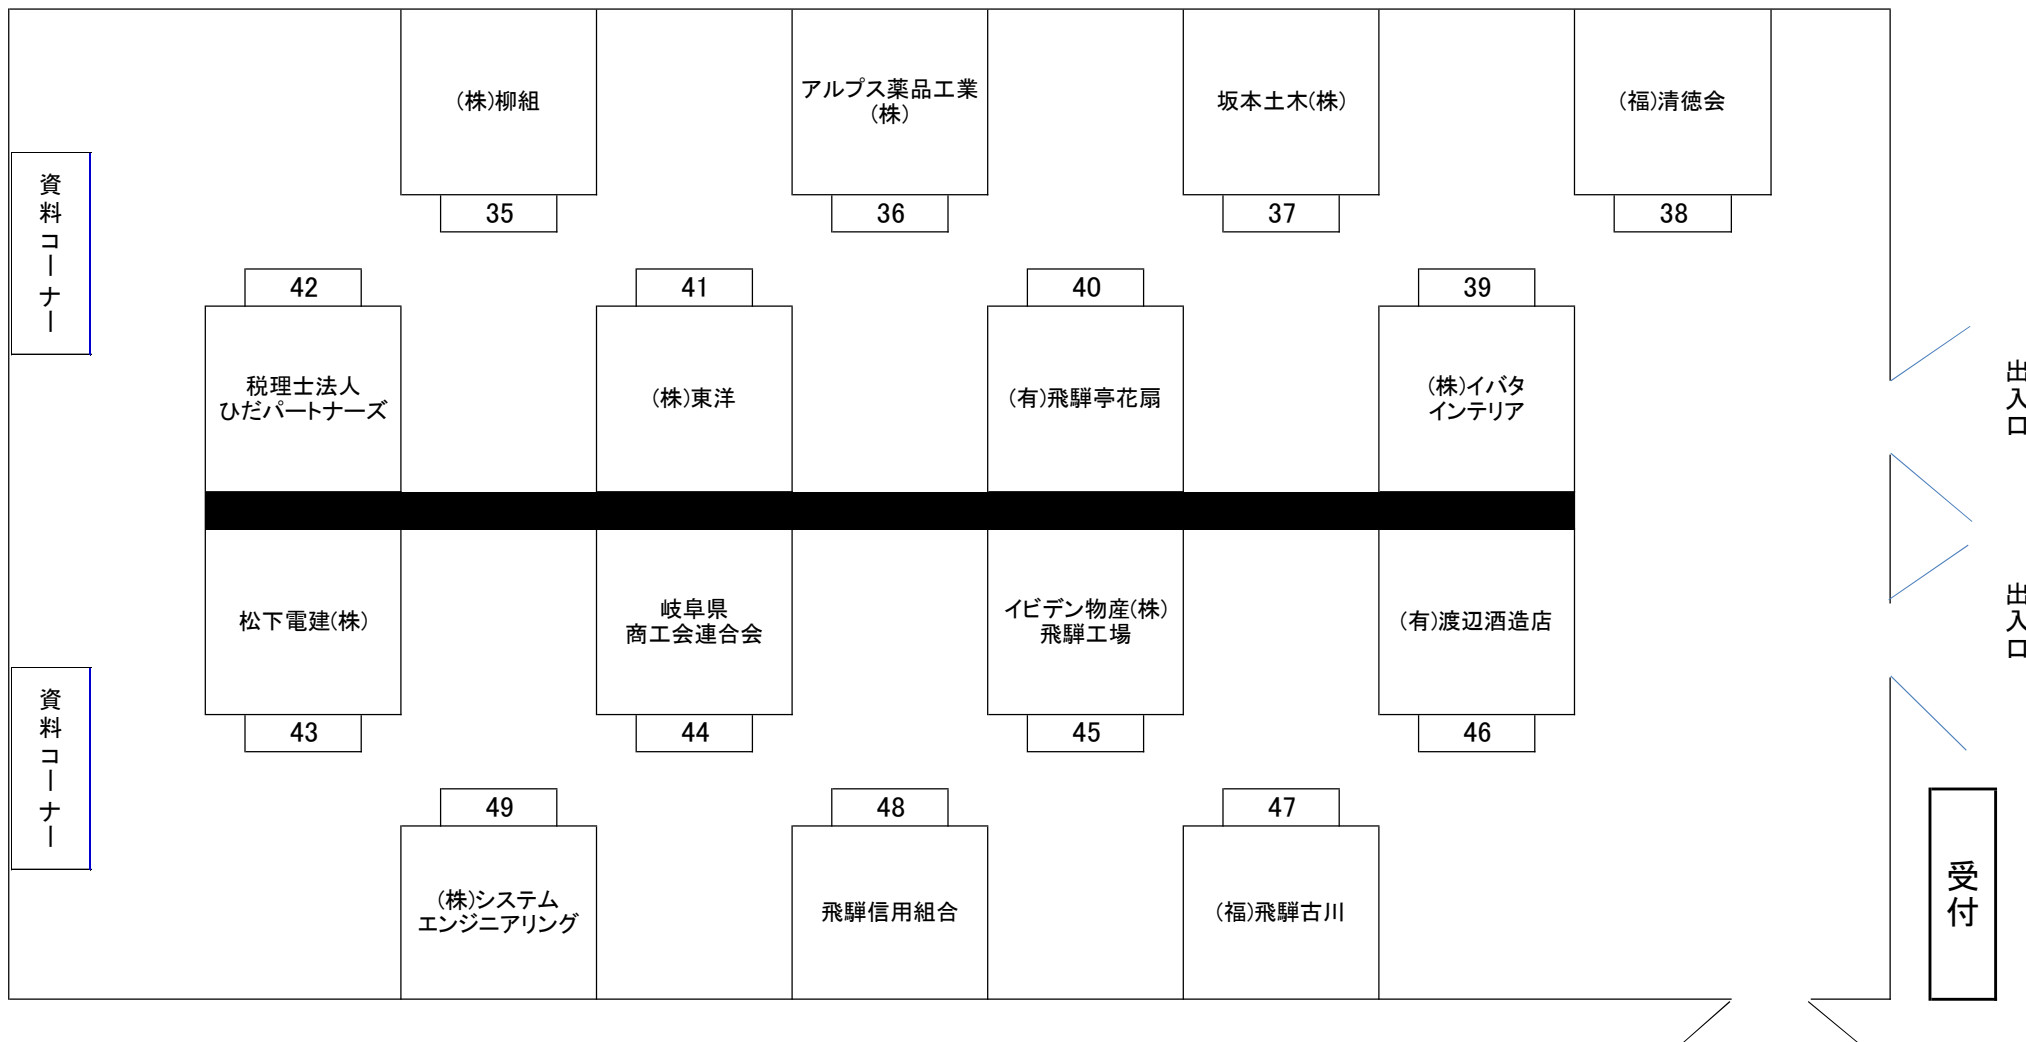 (株)柳組
アルプス薬品工業
(株)
坂本土木(株)
(福)清徳会
35
36
37
38
資料コーナー
42
41
40
39
税理士法人
ひだパートナーズ
(株)東洋
(有)飛騨亭花扇
(株)イバタ
インテリア
出入口
松下電建(株)
岐阜県
商工会連合会
イビデン物産(株)
飛騨工場
(有)渡辺酒造店
出入口
43
44
45
46
資料コーナー
49
48
47
(株)システム
エンジニアリング
飛騨信用組合
(福)飛騨古川
受付